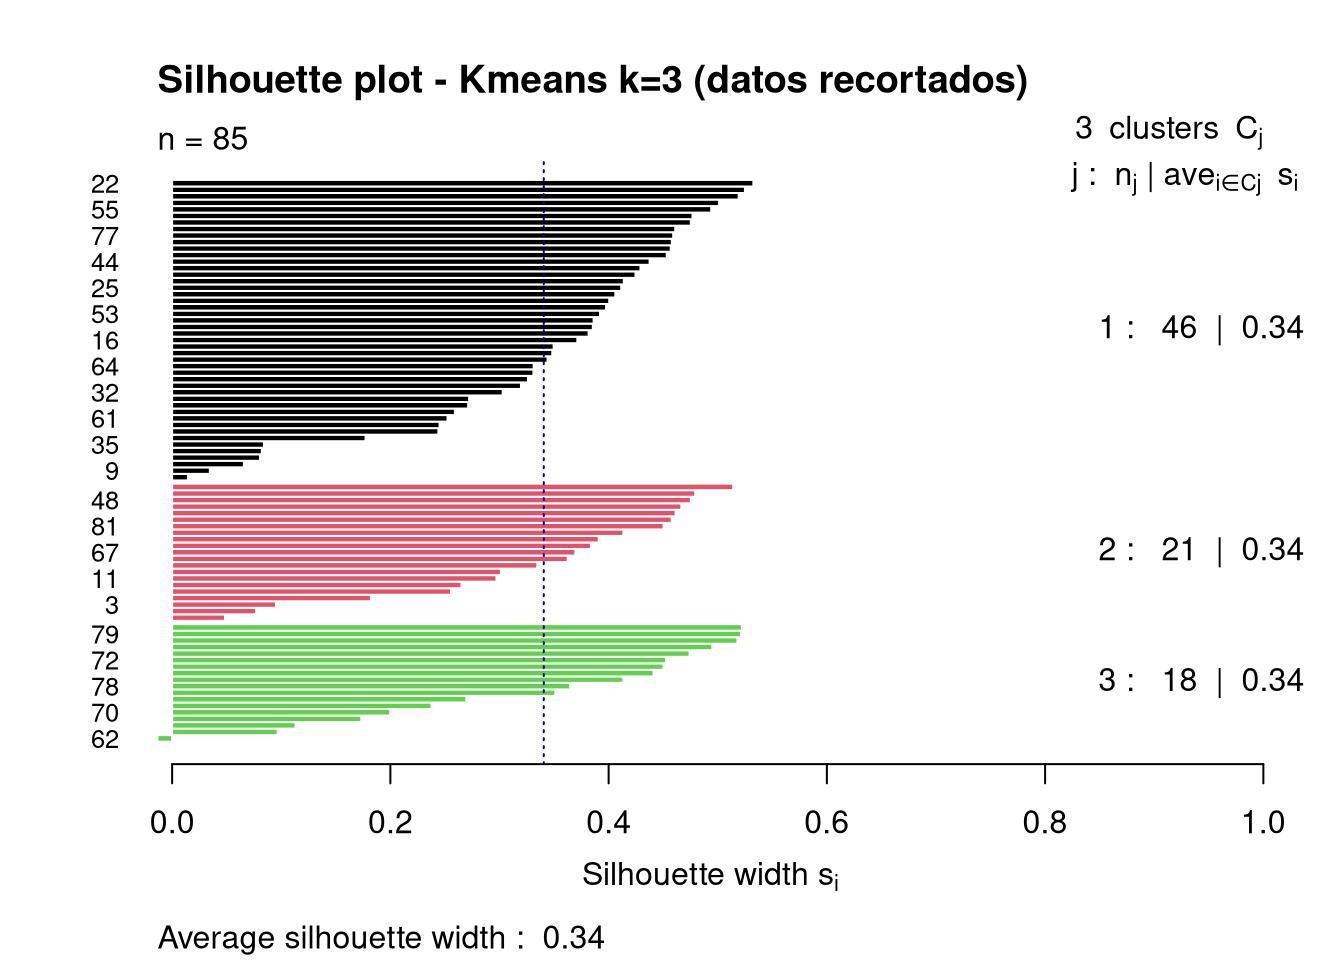 Silhouette plot - Kmeans k=3 (datos recortados)
n = 85
3 clusters Cj
j : nj | avei∈Cj si
22
55
77
44
25
53
16
64
32
61
35
9
48
81
67
11
3
79
72
78
70
62
1 : 46 | 0.34
2 : 21 | 0.34
3 : 18 | 0.34
0.0 0.2 0.4 0.6 0.8 1.0
Silhouette width si
Average silhouette width : 0.34